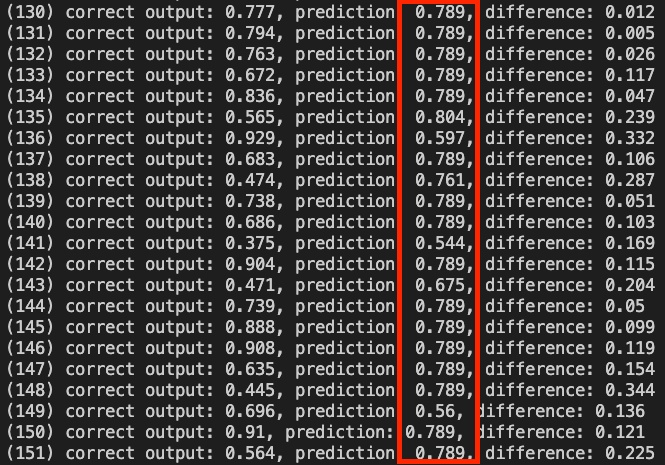 (130) correct output: 0.777, prediction 0.789, difference: 0.012
(131) correct output: 0.794, prediction 0.789, difference: 0.005
(132) correct output: 0.763, prediction 0.789, difference: 0.026
(133) correct output: 0.672, prediction 0.789, difference: 0.117
(134) correct output: 0.836, prediction 0.789, difference: 0.047
(135) correct output: 0.565, prediction 0.804, difference: 0.239
(136) correct output: 0.929, prediction 0.597, difference: 0.332
(137) correct output: 0.683, prediction 0.789, difference: 0.106
(138) correct output: 0.474, prediction 0.761, difference: 0.287
(139) correct output: 0.738, prediction 0.789, difference: 0.051
(140) correct output: 0.686, prediction 0.789, difference: 0.103
(141) correct output: 0.375, prediction 0.544, difference: 0.169
(142) correct output: 0.904, prediction 0.789, difference: 0.115
(143) correct output: 0.471, prediction 0.675, difference: 0.204
(144) correct output: 0.739, prediction 0.789, difference: 0.05
(145) correct output: 0.888, prediction 0.789, difference: 0.099
(146) correct output: 0.908, prediction 0.789, difference: 0.119
(147) correct output: 0.635, prediction 0.789, difference: 0.154
(148) correct output: 0.445, prediction 0.789, difference: 0.344
(149) correct output: 0.696, prediction 0.56, difference: 0.136
(150) correct output: 0.91, prediction: 0.789, difference: 0.121
(151) correct output: 0.564, prediction 0.789, difference: 0.225